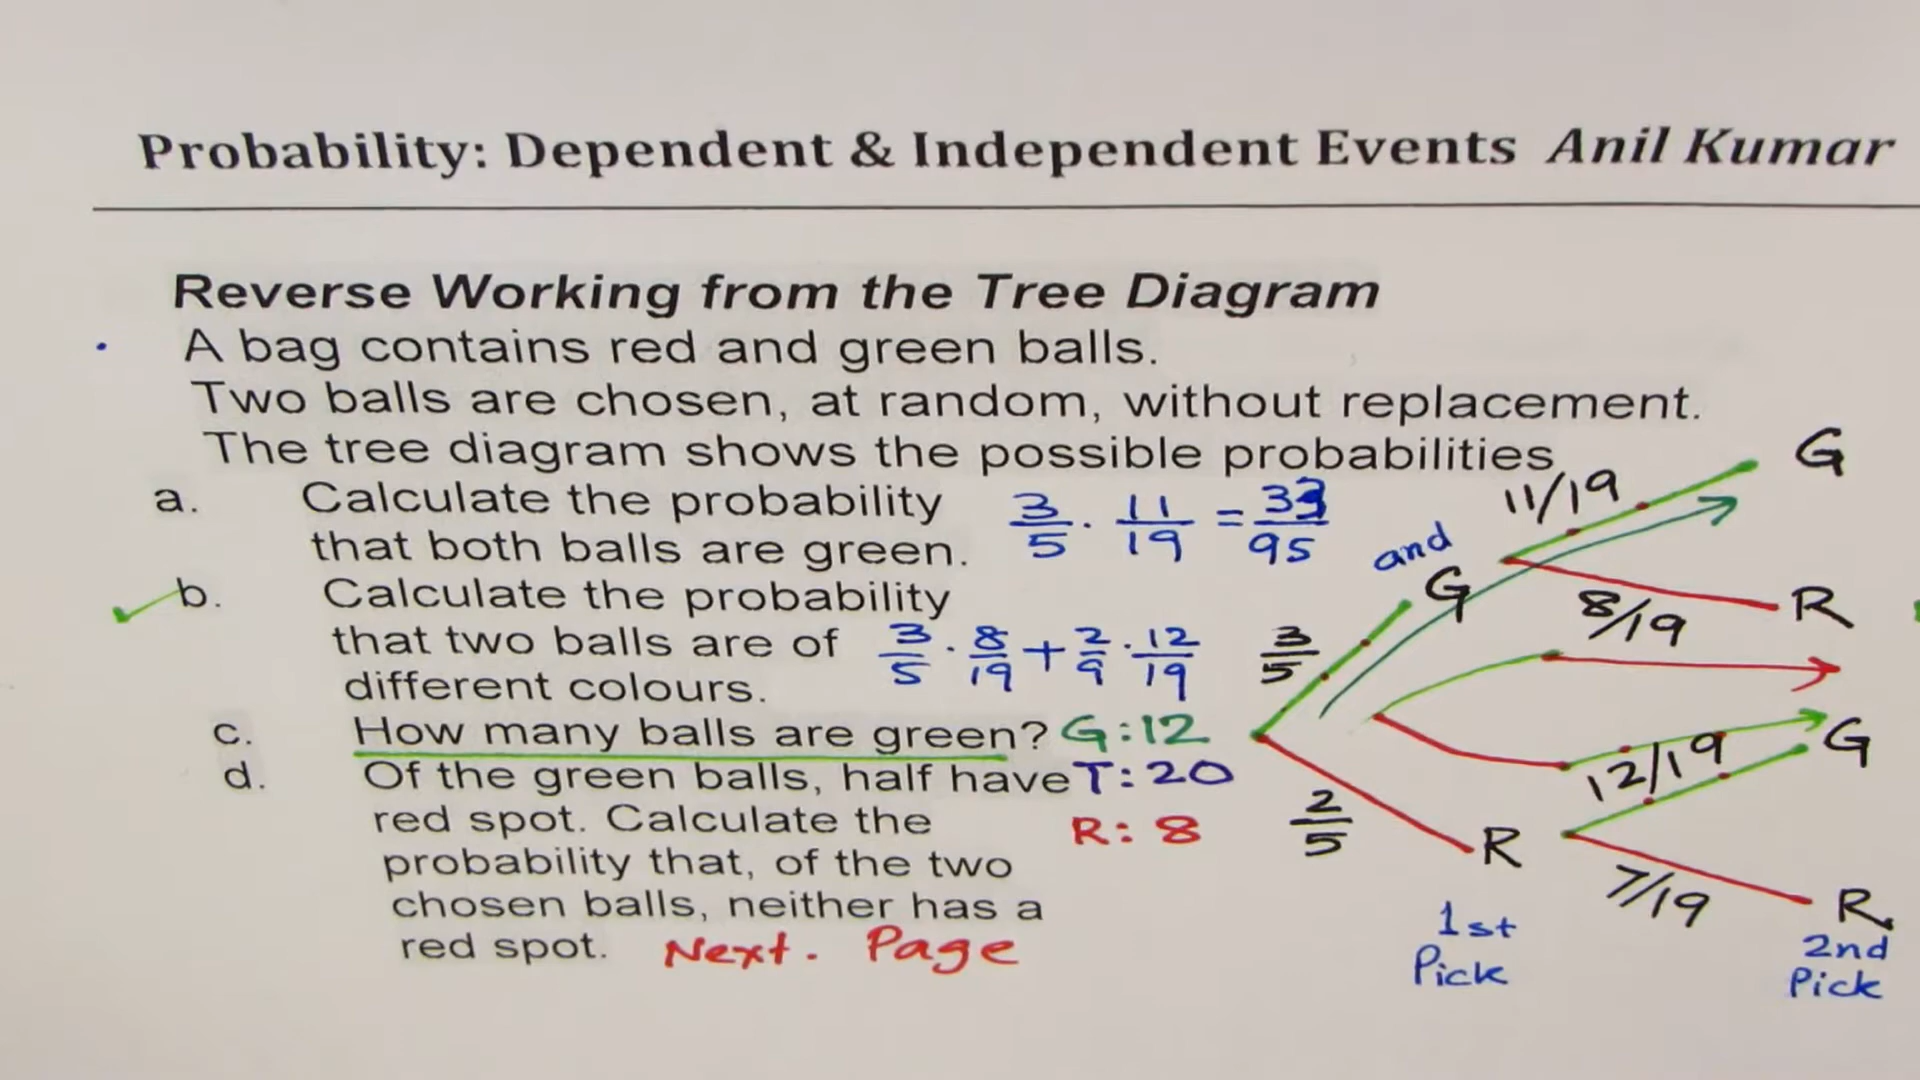 Probability: Dependent & Independent Events Anil Kumar
Reverse Working from the Tree Diagram
A bag contains red and green balls.
Two balls are chosen, at random, without replacement.
The tree diagram shows the possible probabilities
a. Calculate the probability
that both balls are green. 3/5 · 11/19 = 33/95
b. Calculate the probability
that two balls are of 3/5 · 8/19 + 2/9 · 12/19
different colours.
c. How many balls are green? G:12
d. Of the green balls, half have T:20
red spot. Calculate the R: 8
probability that, of the two
chosen balls, neither has a
red spot. Next. Page
and
11/19 G
G
3/5
8/19 R
12/19 G
2/5
R
7/19 R
1st
Pick
2nd
Pick